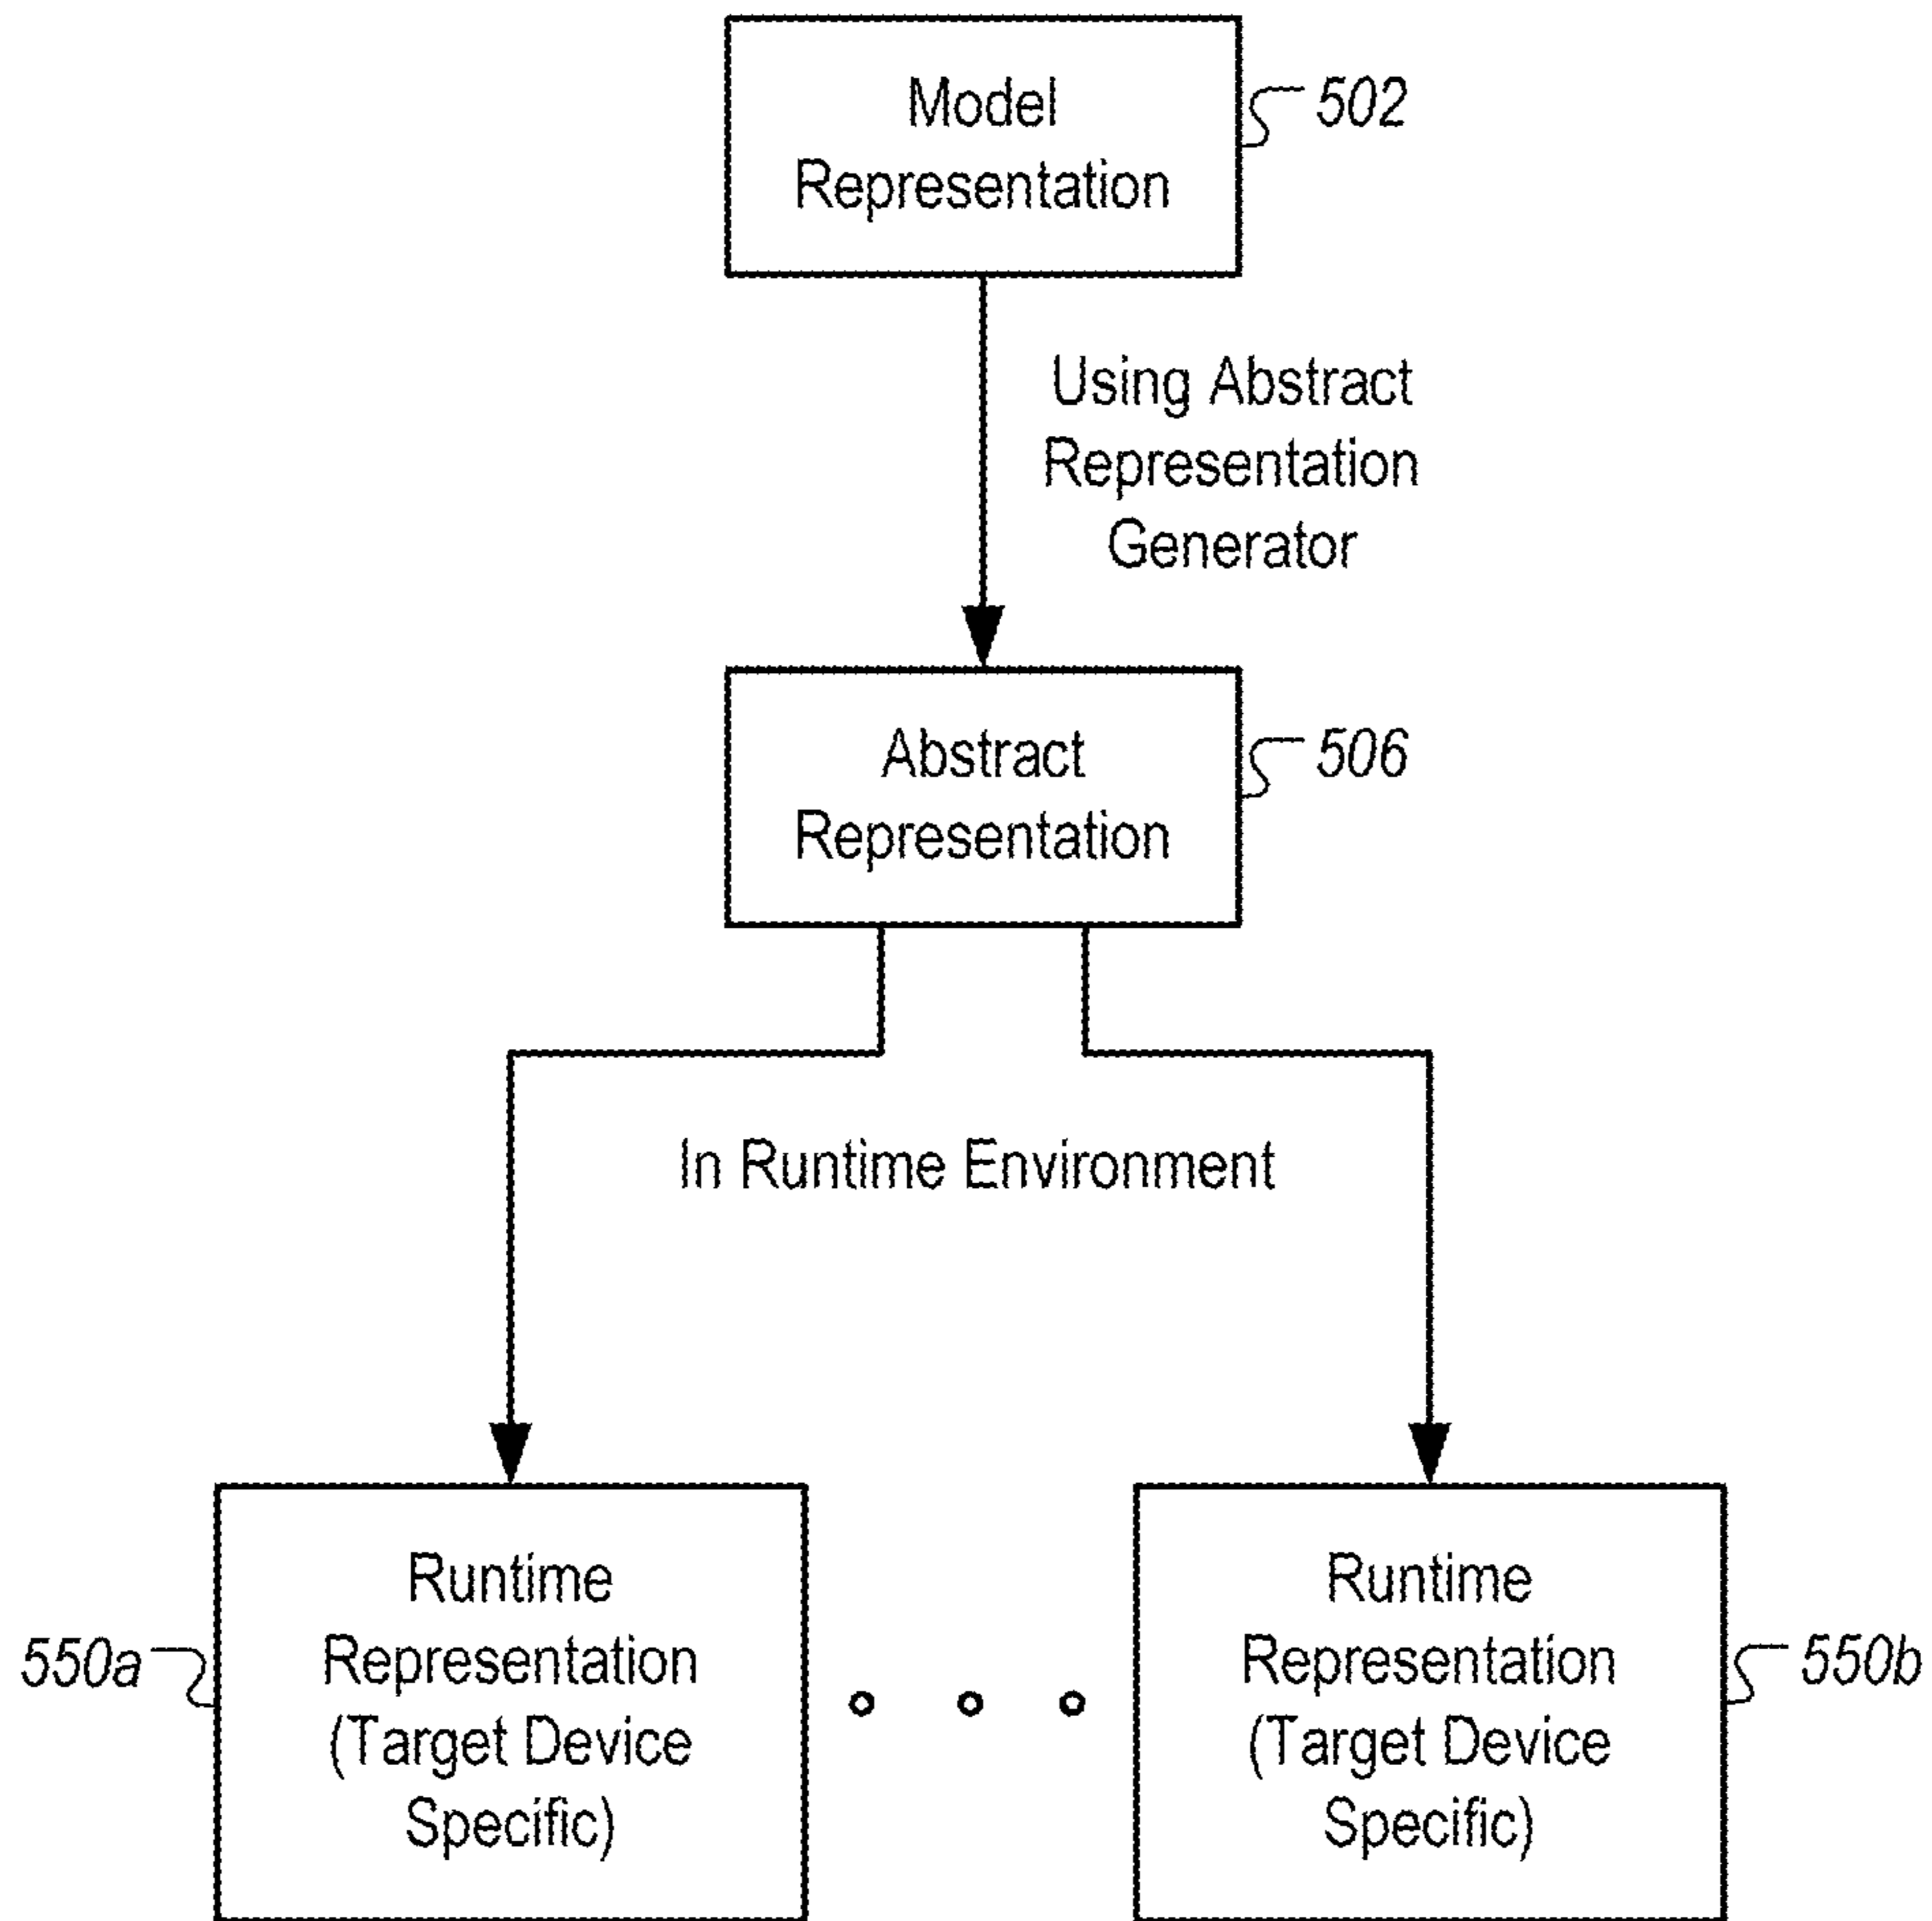 Model
Representation
502
Using Abstract
Representation
Generator
Abstract
Representation
506
In Runtime Environment
550a
Runtime
Representation
(Target Device
Specific)
Runtime
Representation
(Target Device
Specific)
550b